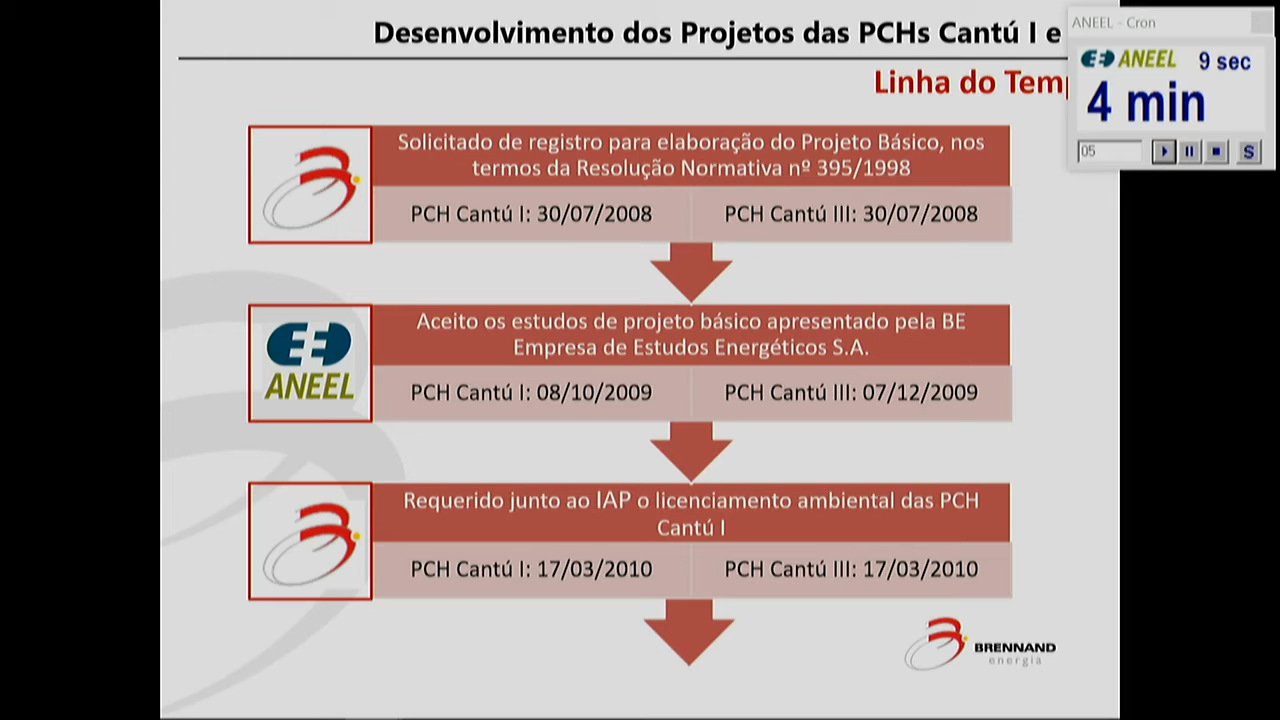 Desenvolvimento dos Projetos das PCHs Cantú I e
Linha do Temp
ANEEL - Cron
ANEEL 9 sec
4 min
05
S
Solicitado de registro para elaboração do Projeto Básico, nos
termos da Resolução Normativa nº 395/1998
PCH Cantú I: 30/07/2008 PCH Cantú III: 30/07/2008
ANEEL
Aceito os estudos de projeto básico apresentado pela BE
Empresa de Estudos Energéticos S.A.
PCH Cantú I: 08/10/2009 PCH Cantú III: 07/12/2009
Requerido junto ao IAP o licenciamento ambiental das PCH
Cantú I
PCH Cantú I: 17/03/2010 PCH Cantú III: 17/03/2010
BRENNAND
energia